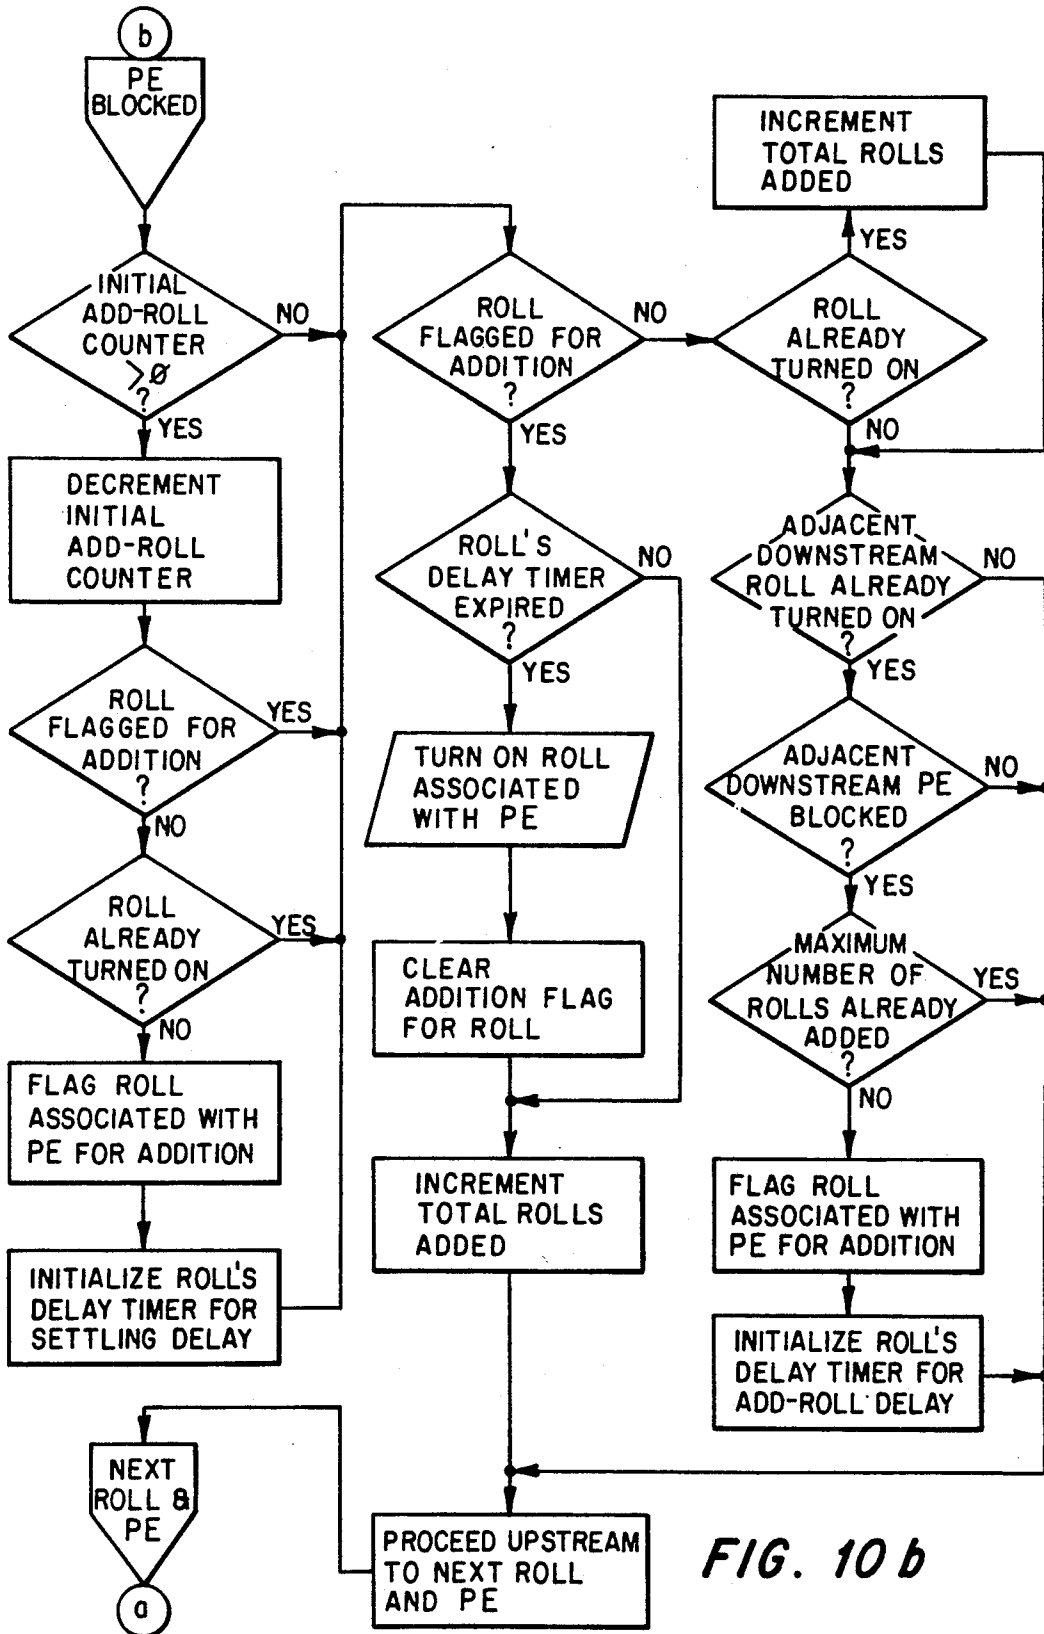 b
PE
BLOCKED
INITIAL
ADD-ROLL
COUNTER
>Ø
?
NO
YES
DECREMENT
INITIAL
ADD-ROLL
COUNTER
ROLL
FLAGGED FOR
ADDITION
?
YES
NO
ROLL
ALREADY
TURNED ON
?
YES
NO
FLAG ROLL
ASSOCIATED WITH
PE FOR ADDITION
INITIALIZE ROLL'S
DELAY TIMER FOR
SETTLING DELAY
NEXT
ROLL &
PE
a
ROLL
FLAGGED FOR
ADDITION
?
NO
YES
ROLL'S
DELAY TIMER
EXPIRED
?
NO
YES
TURN ON ROLL
ASSOCIATED
WITH PE
CLEAR
ADDITION FLAG
FOR ROLL
INCREMENT
TOTAL ROLLS
ADDED
PROCEED UPSTREAM
TO NEXT ROLL
AND PE
INCREMENT
TOTAL ROLLS
ADDED
YES
ROLL
ALREADY
TURNED ON
?
NO
ADJACENT
DOWNSTREAM
ROLL ALREADY
TURNED ON
?
NO
YES
ADJACENT
DOWNSTREAM PE
BLOCKED
?
NO
YES
MAXIMUM
NUMBER OF
ROLLS ALREADY
ADDED
?
YES
NO
FLAG ROLL
ASSOCIATED WITH
PE FOR ADDITION
INITIALIZE ROLL'S
DELAY TIMER FOR
ADD-ROLL DELAY
FIG. 10b